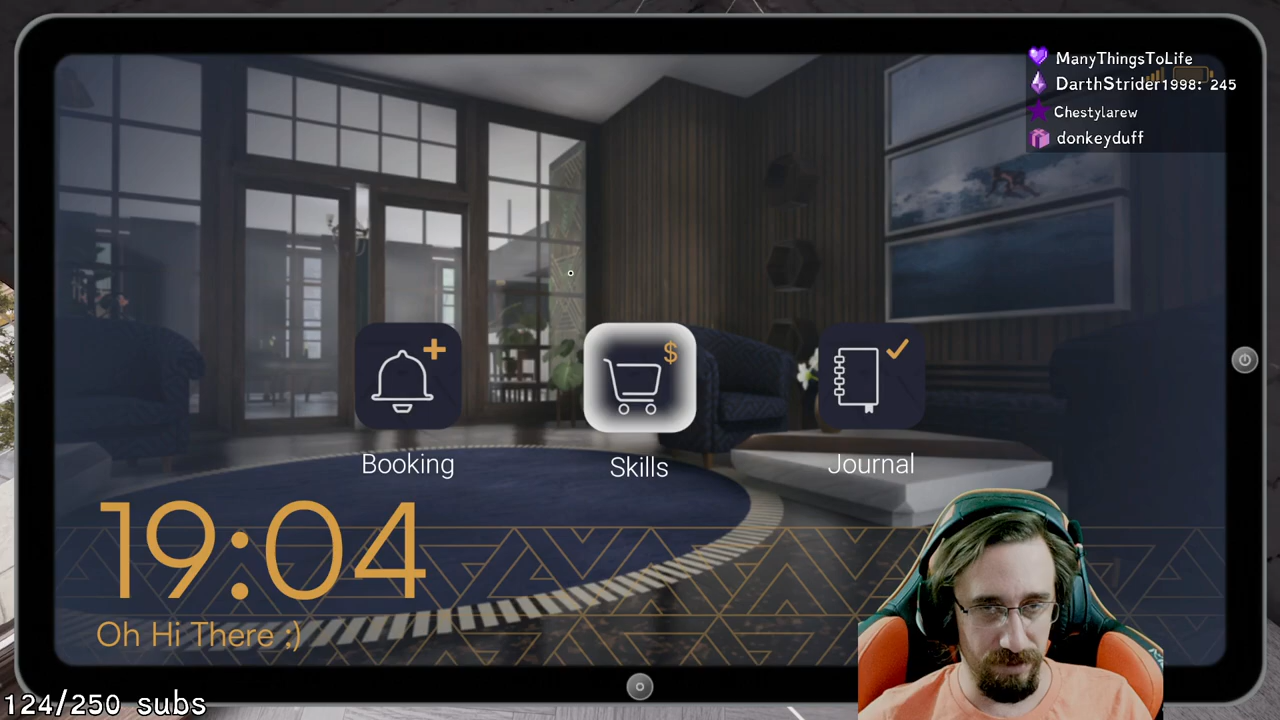 ManyThingsToLife
DarthStrider1998: 245
Chestylarew
donkeyduff
$
Booking
Skills
Journal
19:04
Oh Hi There ;)
124/250 subs